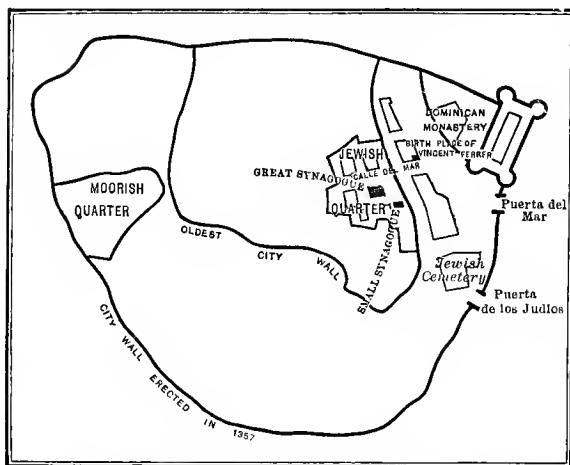 DOMINICAN
MONASTERY
BIRTH PLACE OF
VINCENT FERRER
JEWISH
CALLE DEL MAR
GREAT SYNAGOGUE
QUARTER
MOORISH
QUARTER
Puerta del
Mar
OLDEST CITY WALL
SMALL SYNAGOGUE
Jewish
Cemetery
Puerta
de los Judios
CITY WALL ERECTED IN 1357